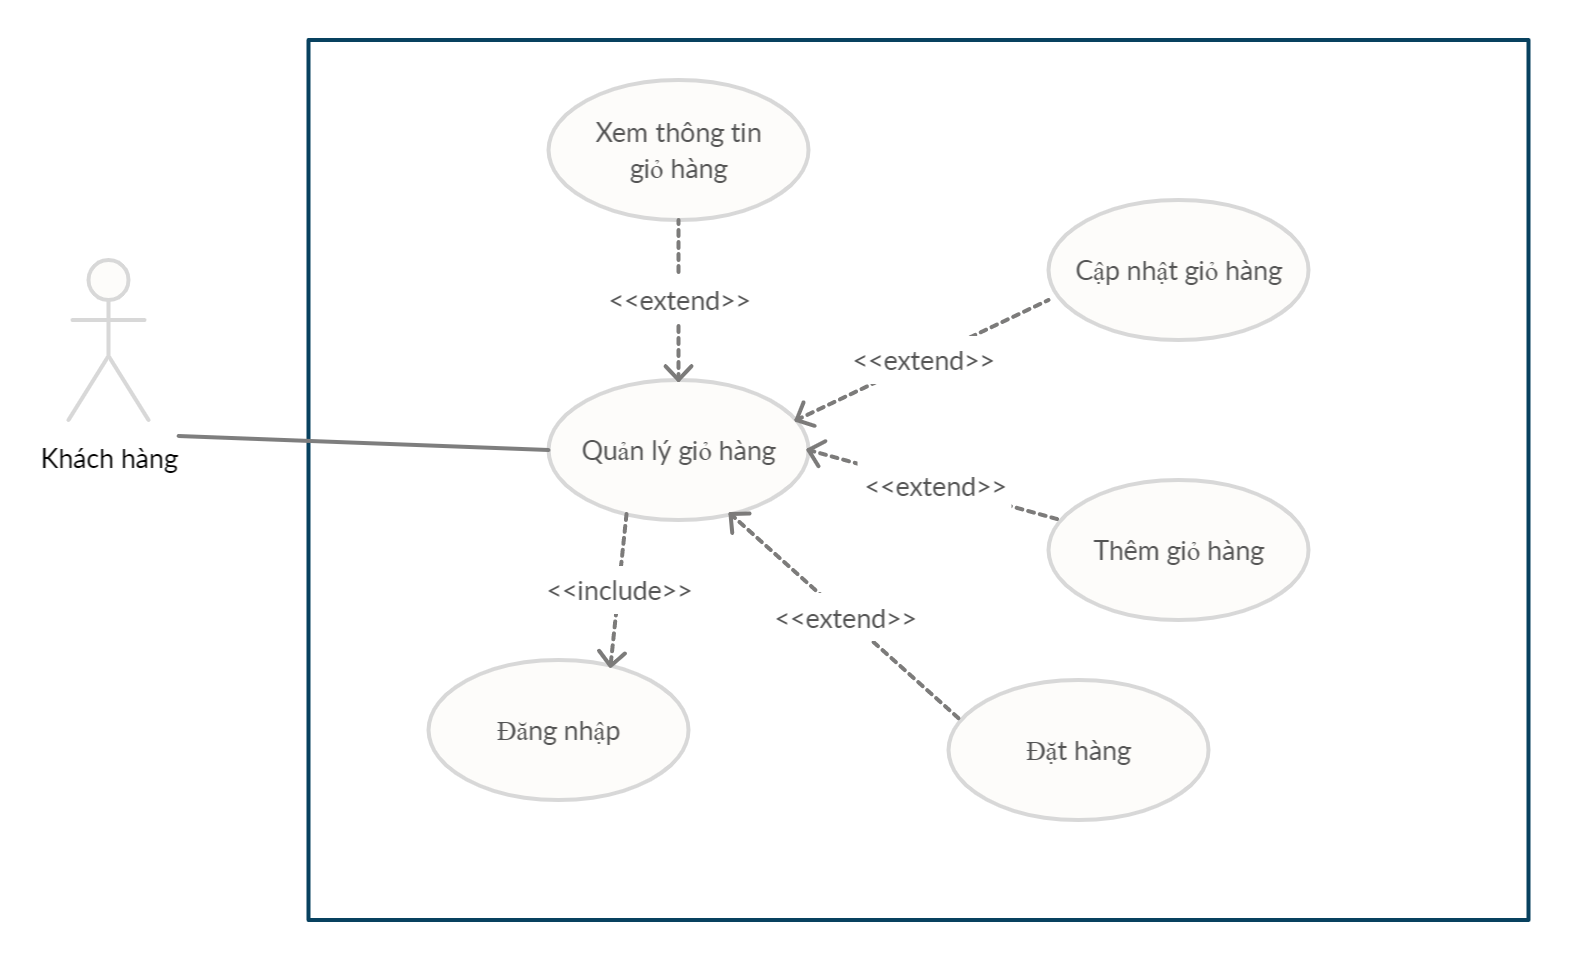 Xem thông tin
giỏ hàng
<<extend>>
Cập nhật giỏ hàng
<<extend>>
Khách hàng
Quản lý giỏ hàng
<<extend>>
Thêm giỏ hàng
<<include>>
<<extend>>
Đăng nhập
Đặt hàng